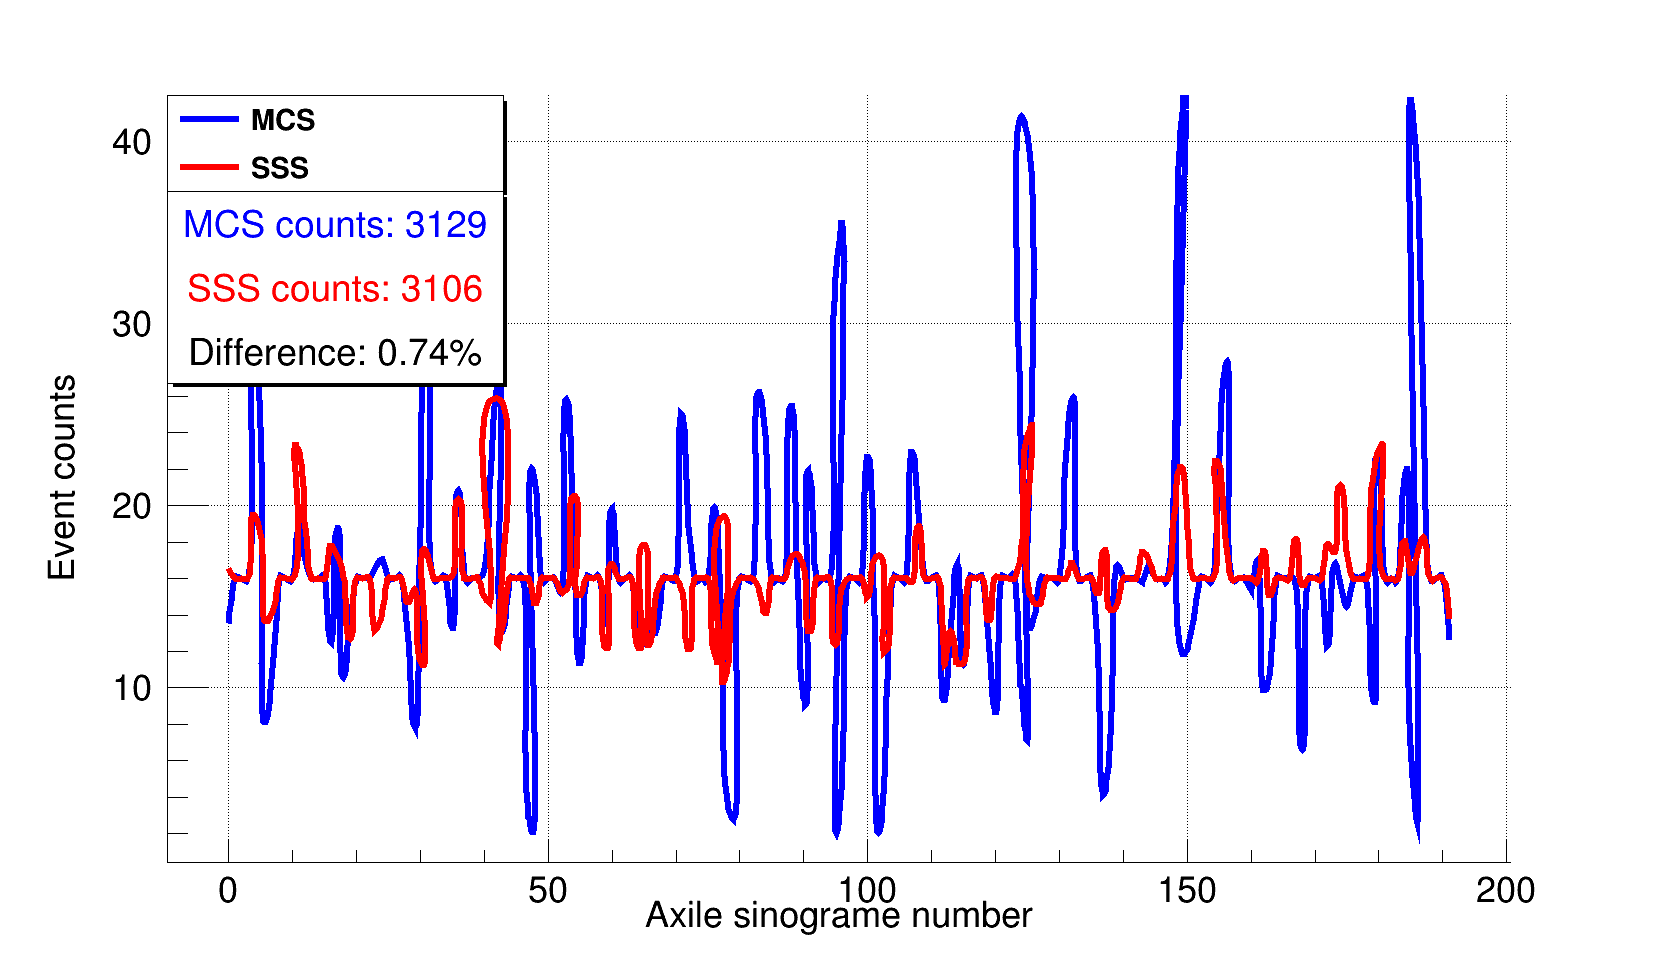 MCS
SSS
MCS counts: 3129
SSS counts: 3106
Difference: 0.74%
40
30
20
10
Event counts
0 50 100 150 200
Axile sinograme number